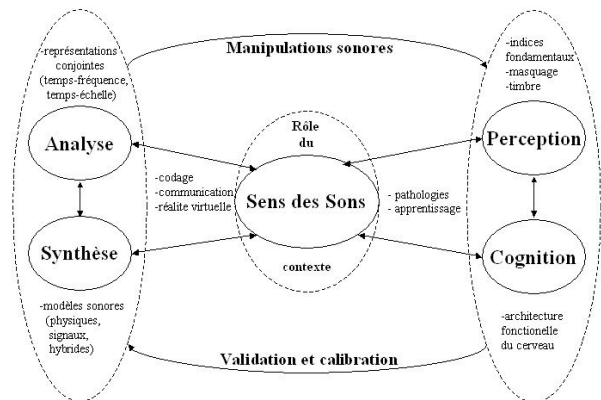 -représentations
conjointes
(temps-fréquence,
temps-échelle)
Analyse
Synthèse
-modèles sonores
(physiques,
signaux,
hybrides)
Manipulations sonores
-codage
-communication
-réalite virtuelle
Rôle
du
Sens des Sons
contexte
- pathologies
- apprentissage
Validation et calibration
-indices
fondamentaux
-masquage
-timbre
Perception
Cognition
-architecture
fonctionelle
du cerveau